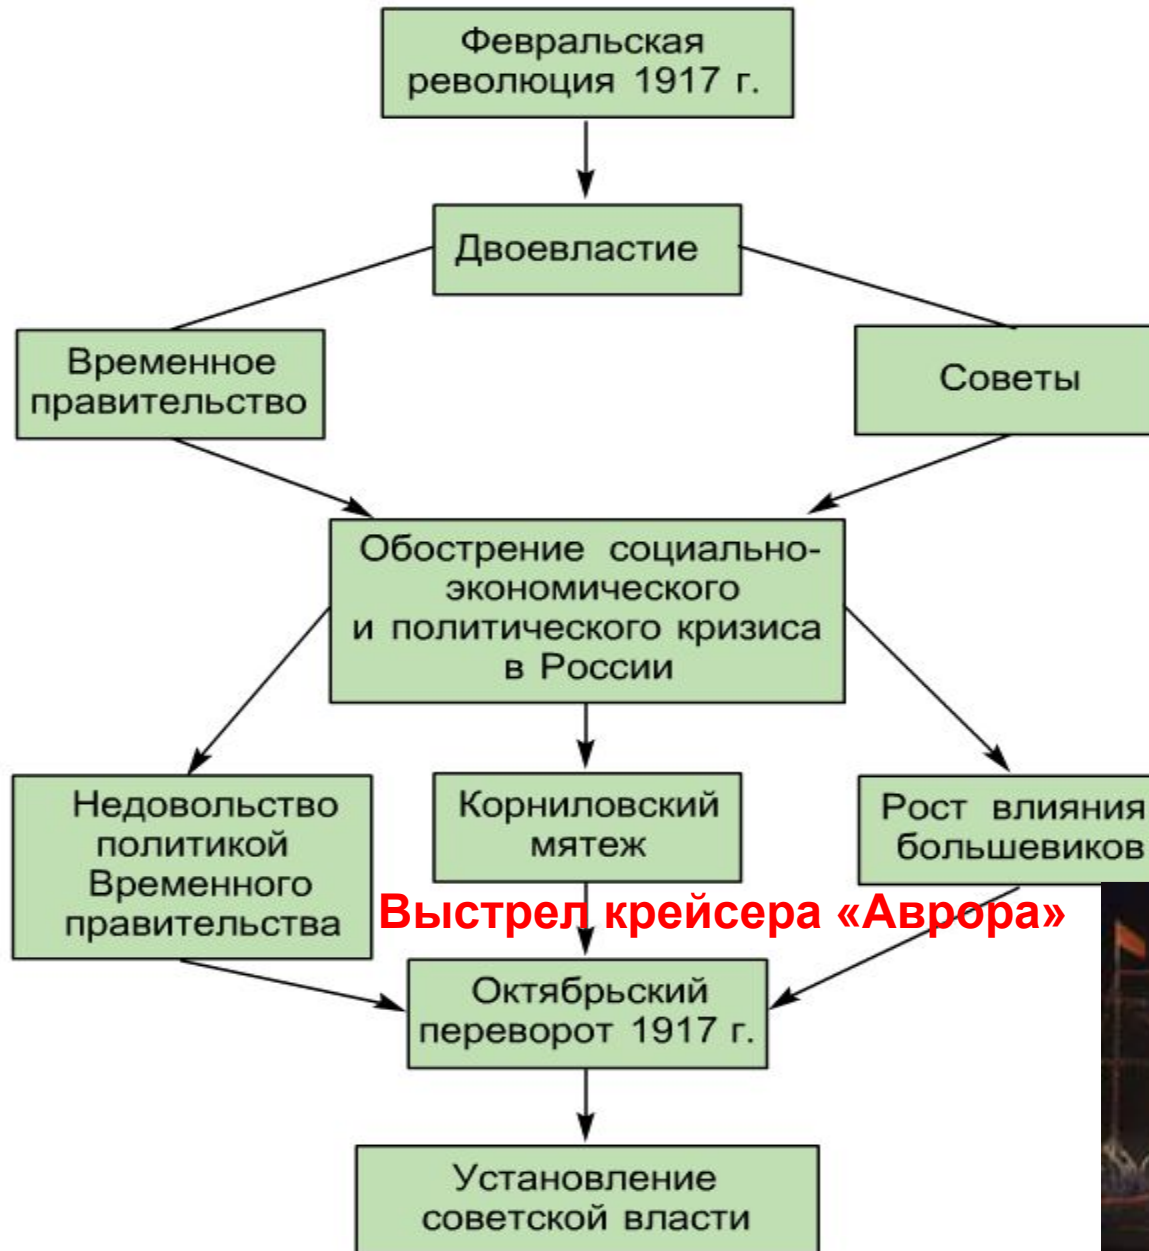 Февральская
революция 1917 г.
Двоевластие
Временное
правительство
Советы
Обострение социально-
экономического
и политического кризиса
в России
Недовольство
политикой
Временного
правительства
Корниловский
мятеж
Рост влияния
большевиков
Выстрел крейсера «Аврора»
Октябрьский
переворот 1917 г.
Установление
советской власти